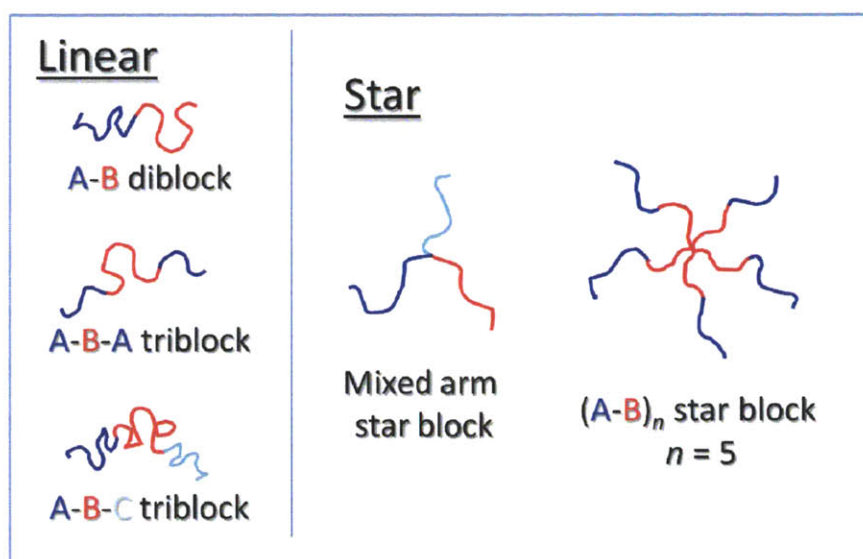 Linear
A-B diblock
A-B-A triblock
A-B-C triblock
Star
Mixed arm
star block
(A-B)n star block
n = 5